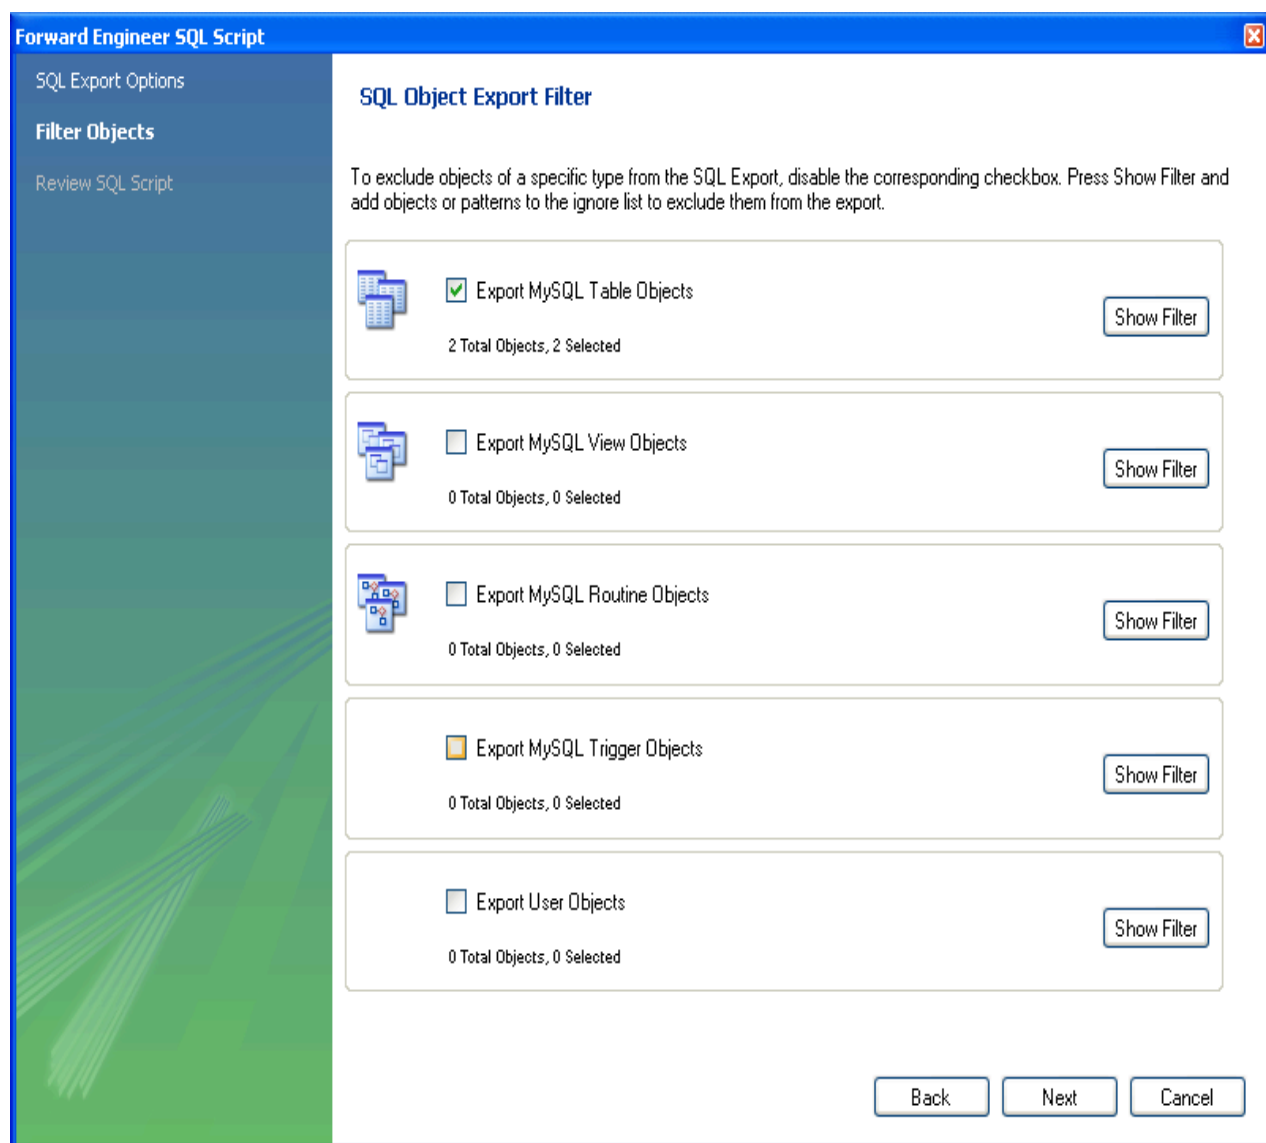 Forward Engineer SQL Script
SQL Export Options
Filter Objects
Review SQL Script
SQL Object Export Filter
To exclude objects of a specific type from the SQL Export, disable the corresponding checkbox. Press Show Filter and
add objects or patterns to the ignore list to exclude them from the export.
Export MySQL Table Objects
2 Total Objects, 2 Selected
Show Filter
Export MySQL View Objects
0 Total Objects, 0 Selected
Show Filter
Export MySQL Routine Objects
0 Total Objects, 0 Selected
Show Filter
Export MySQL Trigger Objects
0 Total Objects, 0 Selected
Show Filter
Export User Objects
0 Total Objects, 0 Selected
Show Filter
Back Next Cancel